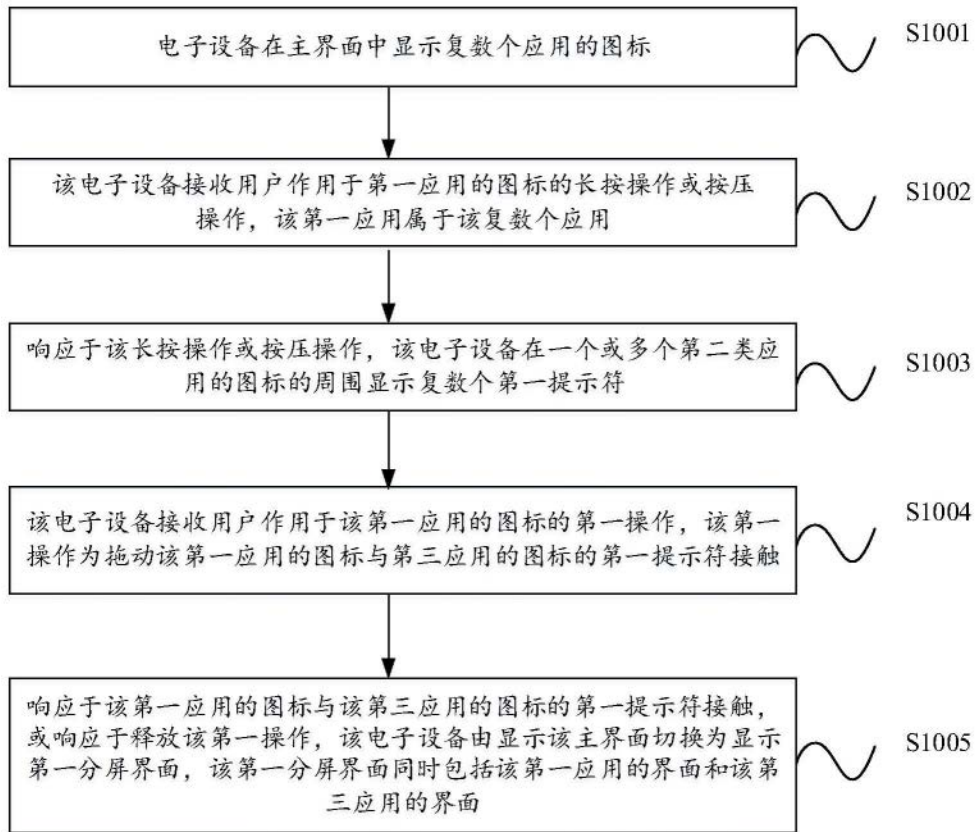 电子设备在主界面中显示复数个应用的图标
S1001
该电子设备接收用户作用于第一应用的图标的长按操作或按压
操作，该第一应用属于该复数个应用
S1002
响应于该长按操作或按压操作，该电子设备在一个或多个第二类应
用的图标的周围显示复数个第一提示符
S1003
该电子设备接收用户作用于该第一应用的图标的第一操作，该第一
操作为拖动该第一应用的图标与第三应用的图标的第一提示符接触
S1004
响应于该第一应用的图标与该第三应用的图标的第一提示符接触，
或响应于释放该第一操作，该电子设备由显示该主界面切换为显示
第一分屏界面，该第一分屏界面同时包括该第一应用的界面和该第
三应用的界面
S1005